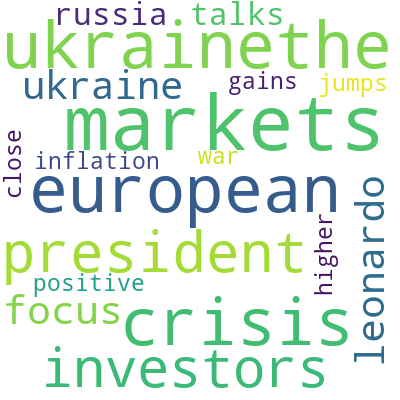 russia talks
ukrainethe
ukraine gains jumps
markets
close inflation war
european
leonardo
higher
president
positive
focus crisis
investors